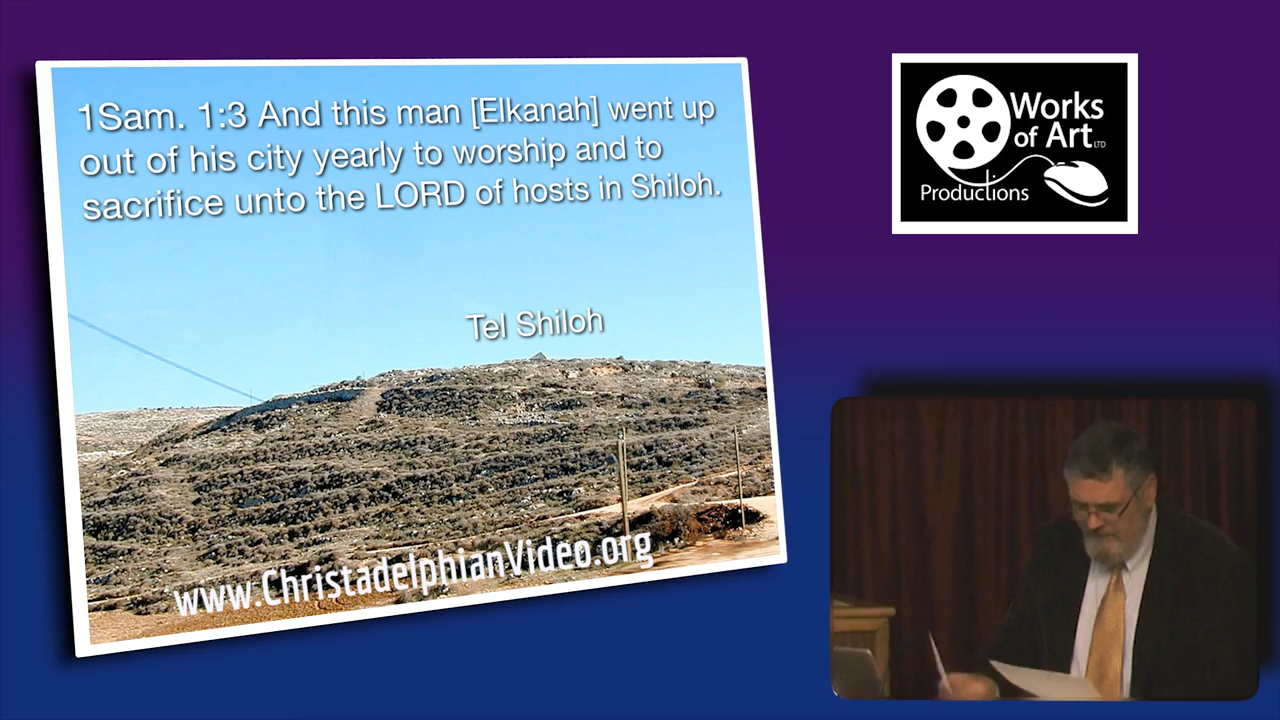 1Sam. 1:3 And this man [Elkanah] went up
out of his city yearly to worship and to
sacrifice unto the LORD of hosts in Shiloh.
Tel Shiloh
www.ChristadelphianVideo.org
Works
of Art LTD
Productions